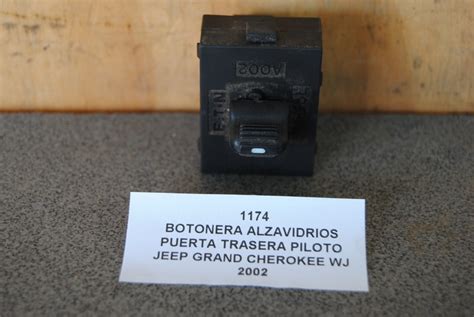 1174
BOTONERA ALZAVIDRIOS
PUERTA TRASERA PILOTO
JEEP GRAND CHEROKEE WJ
2002